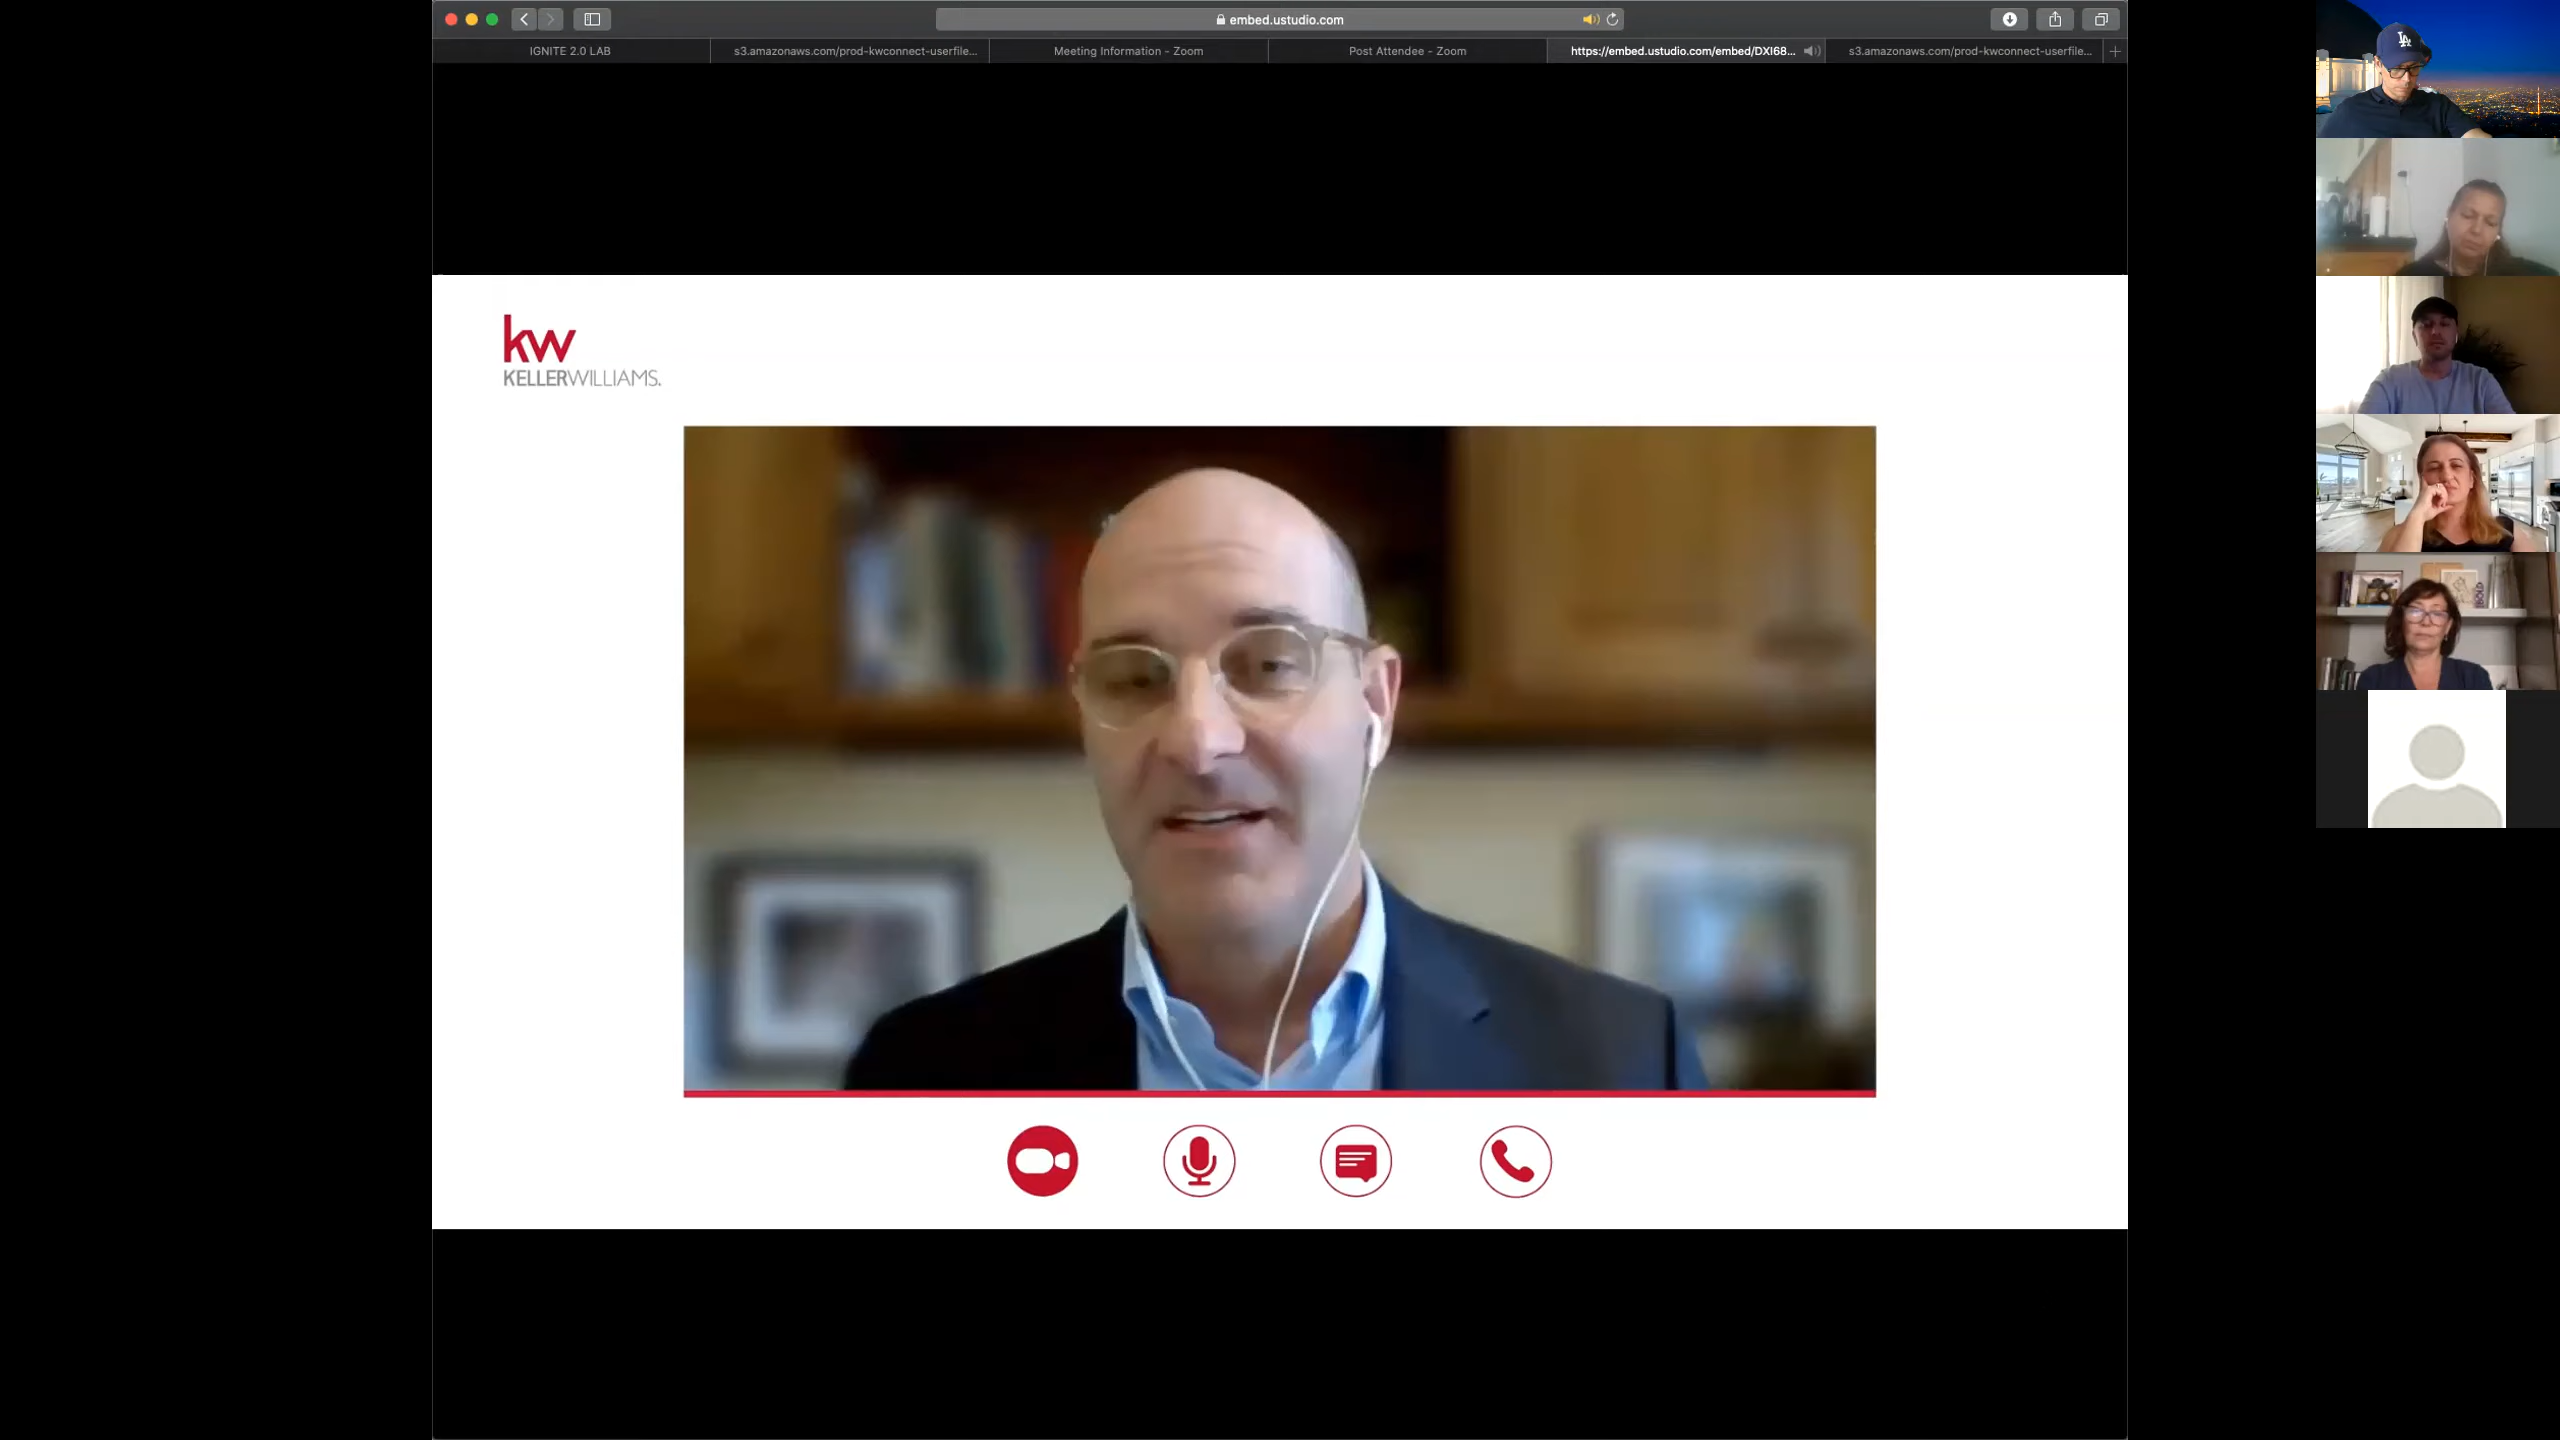 embed.ustudio.com
IGNITE 2.0 LAB
s3.amazonaws.com/prod-kwconnect-userfile...
Meeting Information - Zoom
Post Attendee - Zoom
https://embed.ustudio.com/embed/DXI68...
s3.amazonaws.com/prod-kwconnect-userfile...
LA
kw
KELLERWILLIAMS.